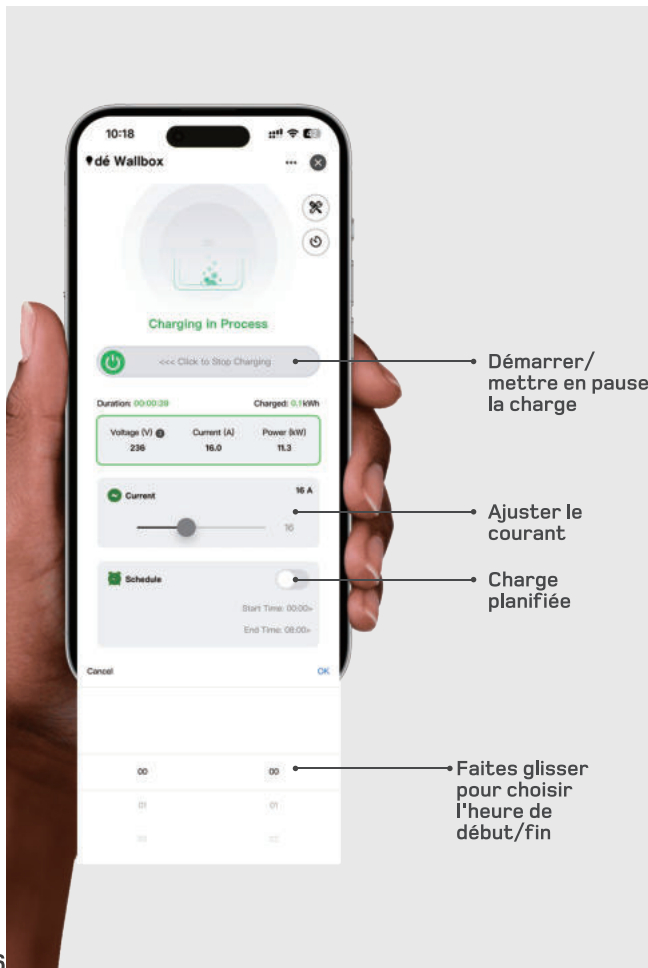 10:18
dé Wallbox
Charging in Process
<<< Click to Stop Charging
Démarrer/
mettre en pause
la charge
Duration: 00:00:39 Charged: 0.1 kWh
Voltage (V) Current (A) Power (kW)
236 16.0 11.3
Current 16 A
16
Ajuster le
courant
Schedule
Charge
planifiée
Start Time: 00:00>
End Time: 08:00>
Cancel OK
00 00
01 01
02 02
Faites glisser
pour choisir
l'heure de
début/fin
6